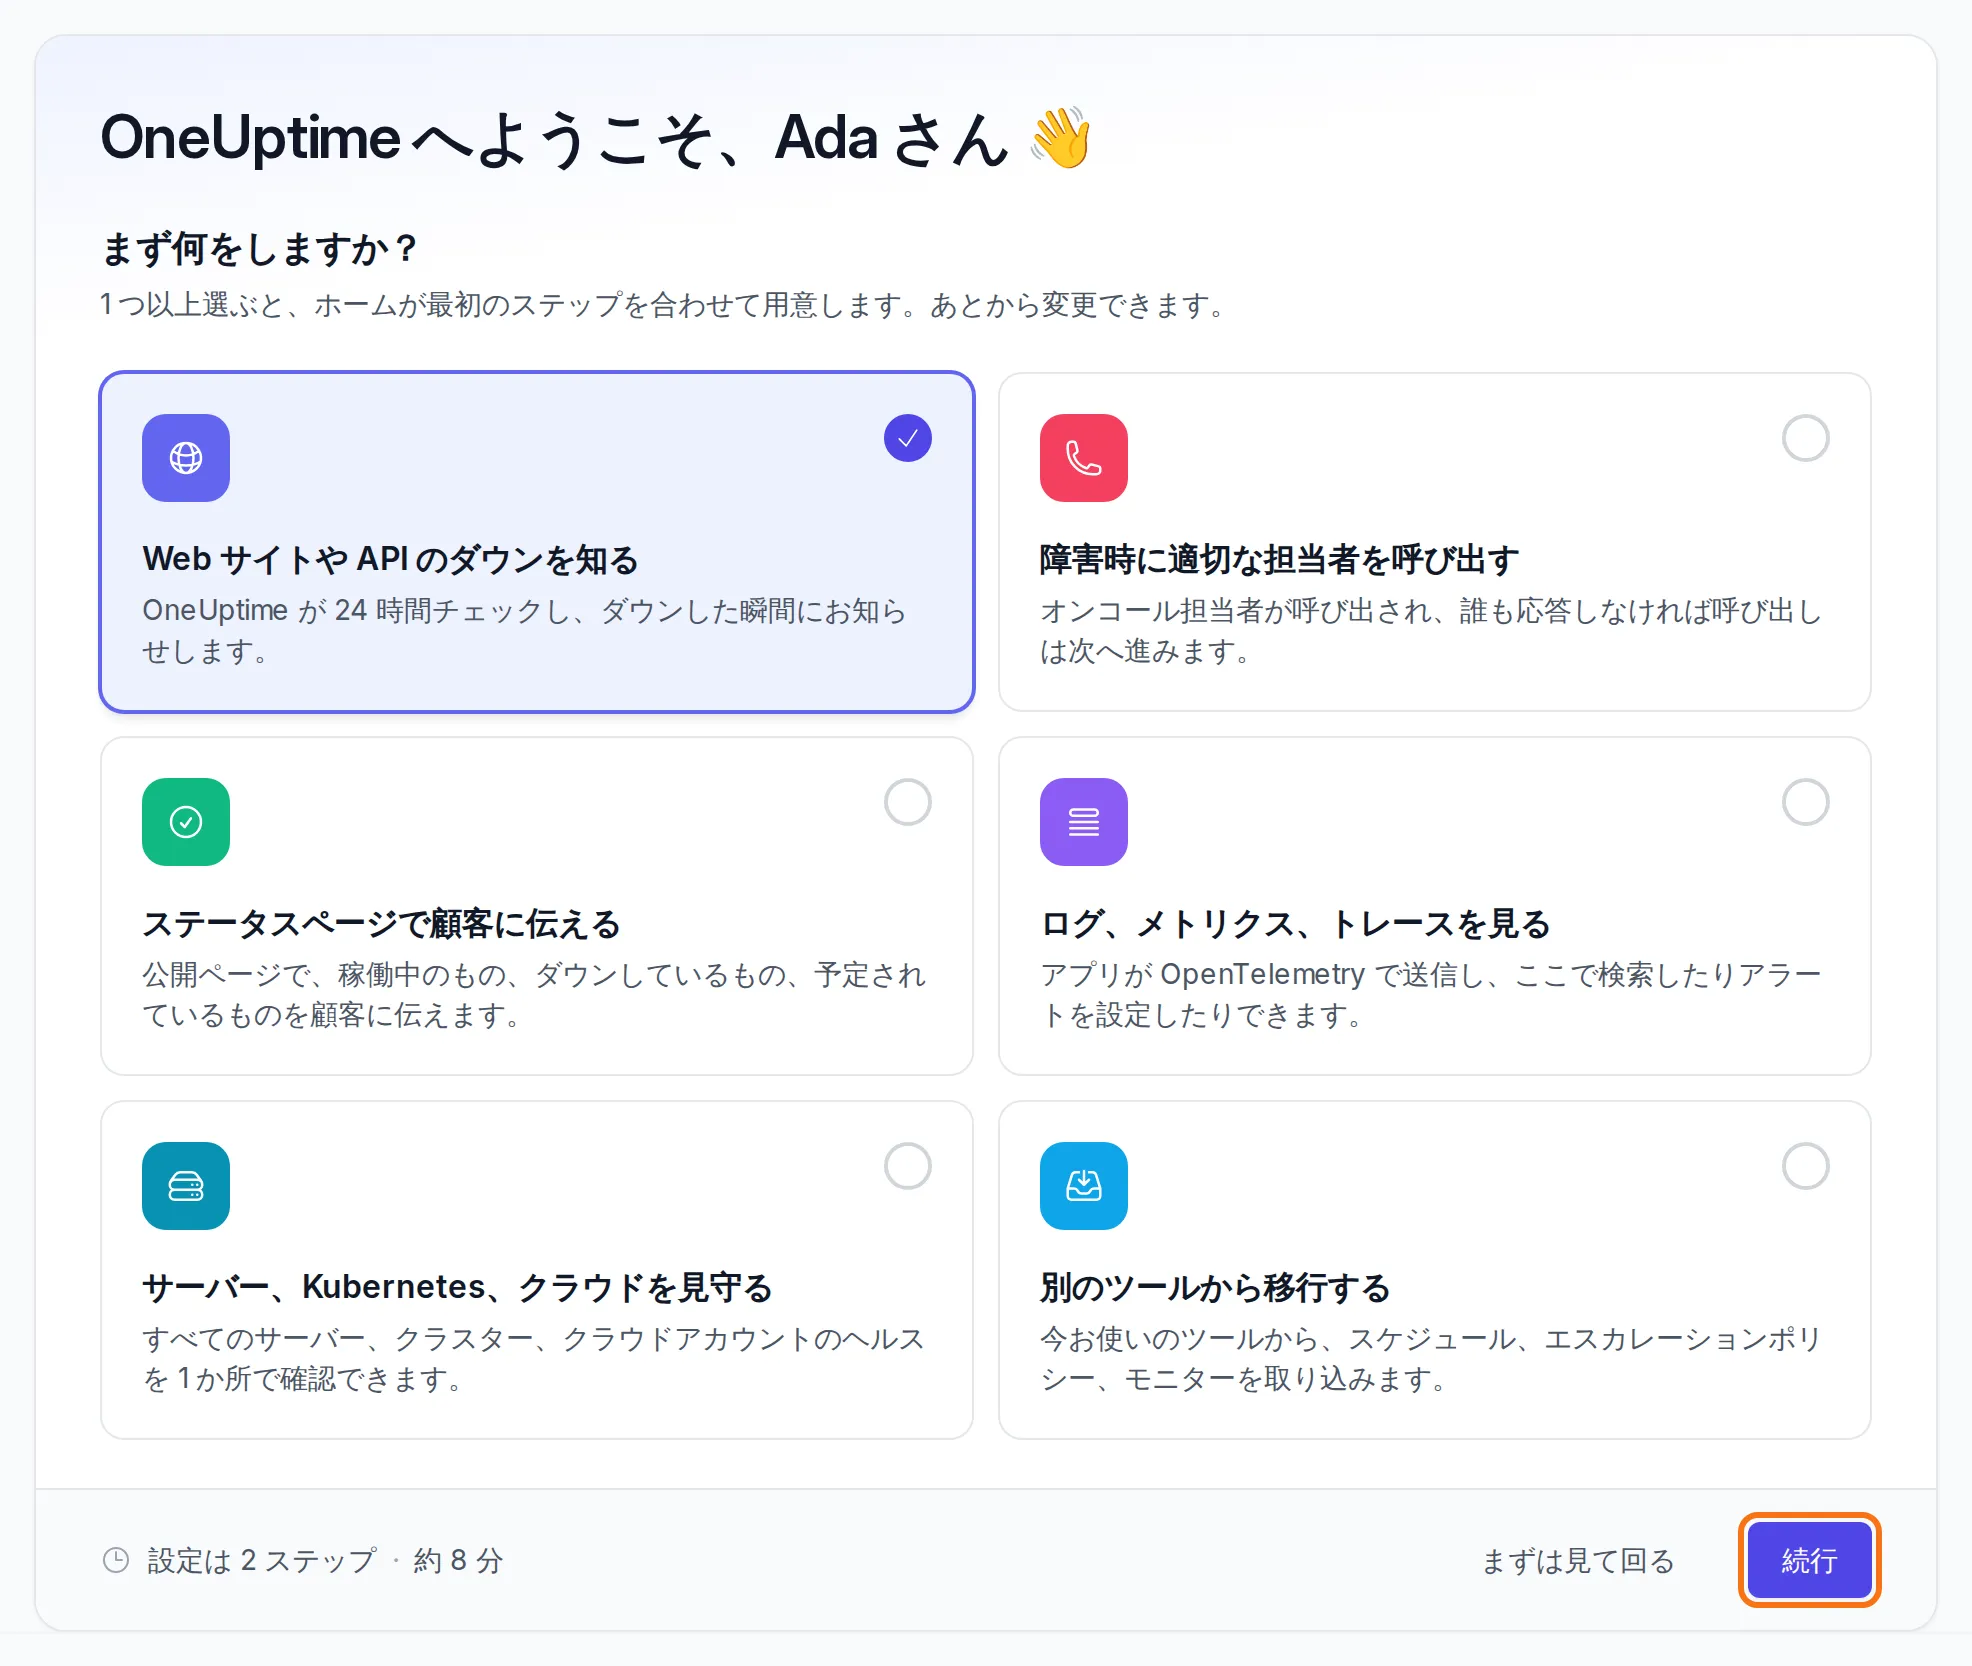 OneUptime へようこそ、Ada さん 👋
まず何をしますか？
1 つ以上選ぶと、ホームが最初のステップを合わせて用意します。あとから変更できます。
Web サイトや API のダウンを知る
OneUptime が 24 時間チェックし、ダウンした瞬間にお知ら
せします。
障害時に適切な担当者を呼び出す
オンコール担当者が呼び出され、誰も応答しなければ呼び出し
は次へ進みます。
ステータスページで顧客に伝える
公開ページで、稼働中のもの、ダウンしているもの、予定され
ているものを顧客に伝えます。
ログ、メトリクス、トレースを見る
アプリが OpenTelemetry で送信し、ここで検索したりアラー
トを設定したりできます。
サーバー、Kubernetes、クラウドを見守る
すべてのサーバー、クラスター、クラウドアカウントのヘルス
を 1 か所で確認できます。
別のツールから移行する
今お使いのツールから、スケジュール、エスカレーションポリ
シー、モニターを取り込みます。
設定は 2 ステップ · 約 8 分
まずは見て回る
続行